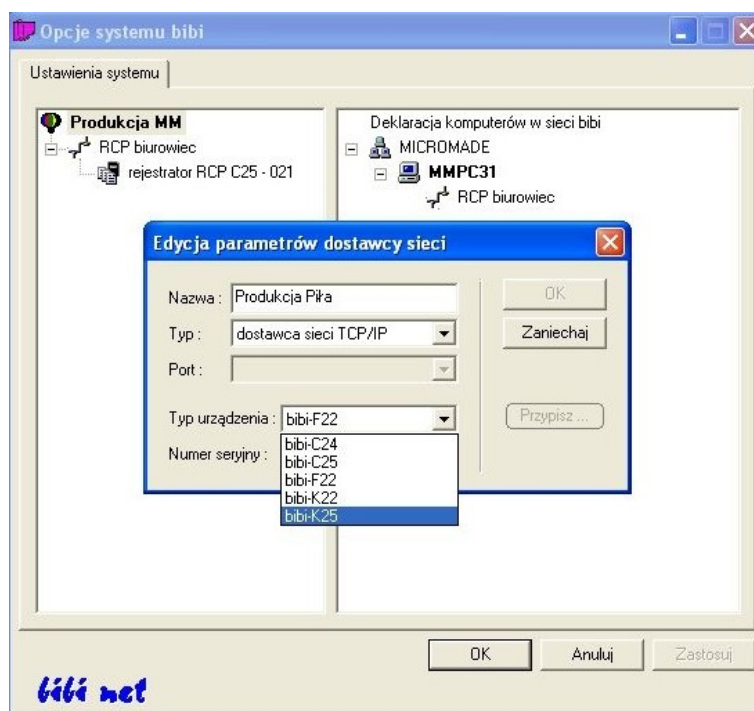 Opcje systemu bibi
Ustawienia systemu
Produkcja MM
RCP biurowiec
rejestrator RCP C25 - 021
Deklaracja komputerów w sieci bibi
MICROMADE
MMPC31
RCP biurowiec
Edycja parametrów dostawcy sieci
Nazwa : Produkcja Piła
OK
Typ : dostawca sieci TCP/IP
Zaniechaj
Port :
Typ urządzenia : bibi-F22
Przypisz ...
Numer seryjny :
bibi-C24
bibi-C25
bibi-F22
bibi-K22
bibi-K25
OK
Anuluj
Zastosuj
bibi net